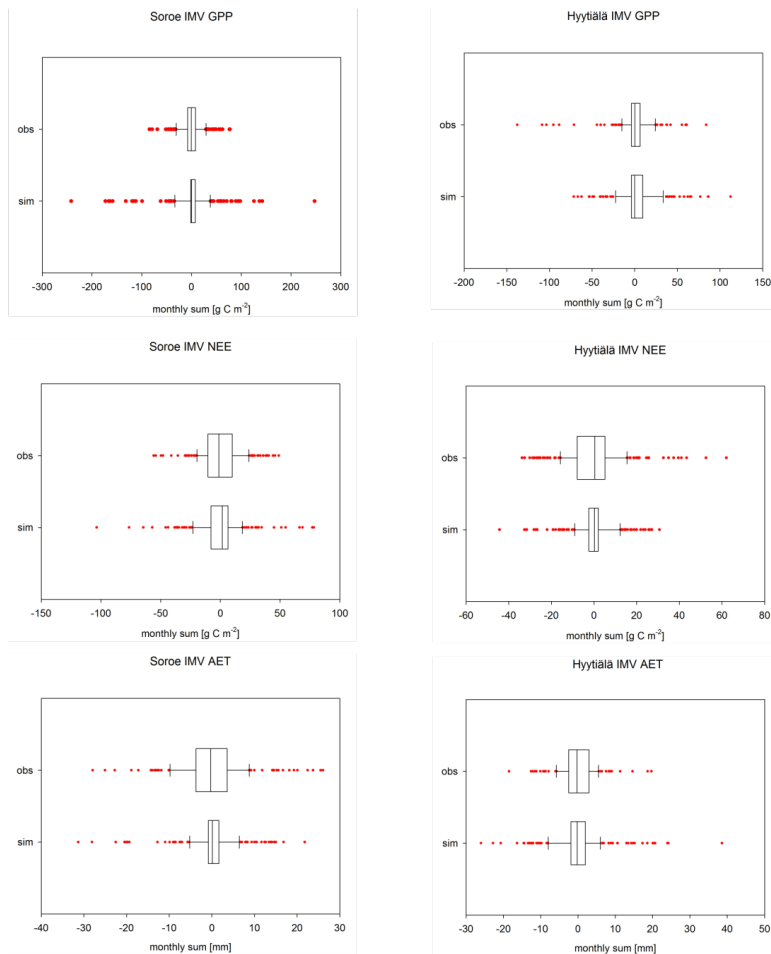 Soroe IMV GPP
obs
sim
-300 -200 -100 0 100 200 300
monthly sum [g C m⁻²]
Hyytiälä IMV GPP
obs
sim
-200 -150 -100 -50 0 50 100 150
monthly sum [g C m⁻²]
Soroe IMV NEE
obs
sim
-150 -100 -50 0 50 100
monthly sum [g C m⁻²]
Hyytiälä IMV NEE
obs
sim
-60 -40 -20 0 20 40 60 80
monthly sum [g C m⁻²]
Soroe IMV AET
obs
sim
-40 -30 -20 -10 0 10 20 30
monthly sum [mm]
Hyytiälä IMV AET
obs
sim
-30 -20 -10 0 10 20 30 40 50
monthly sum [mm]